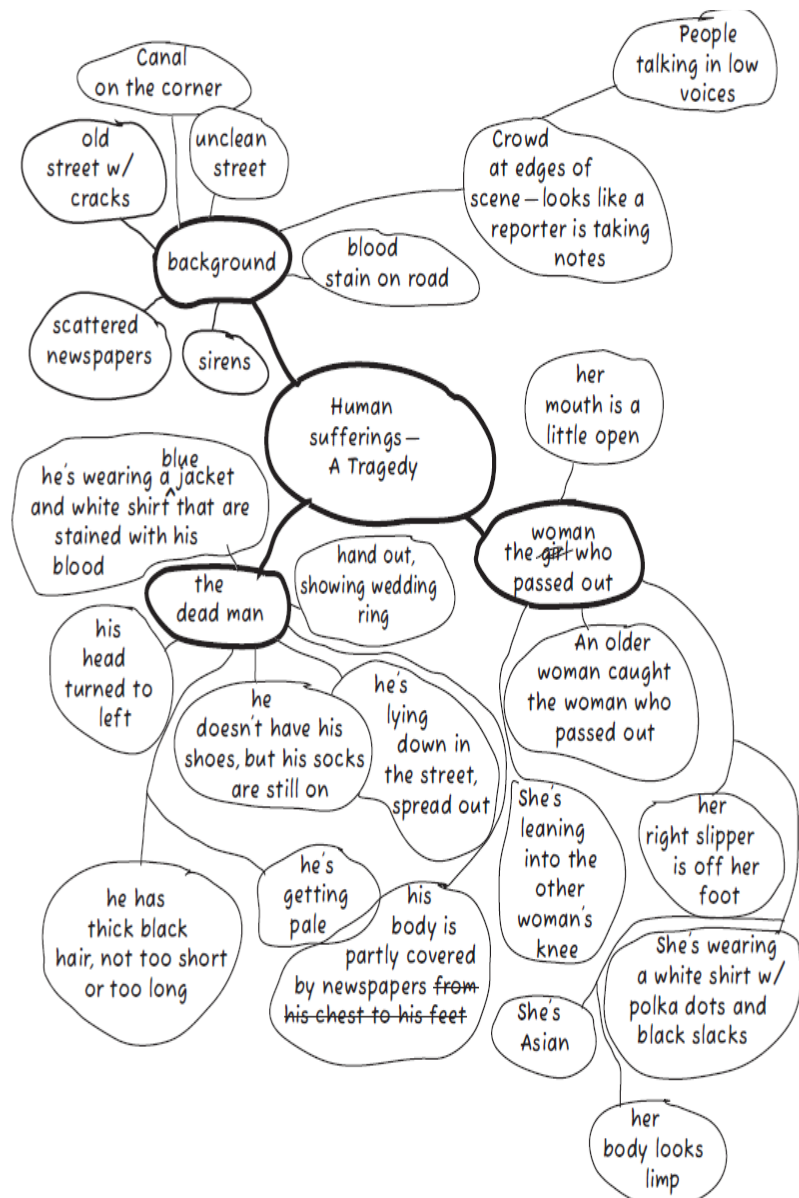 People
talking in low
voices
Canal
on the corner
old
street w/
cracks
unclean
street
Crowd
at edges of
scene—looks like a
reporter is taking
notes
background
blood
stain on road
scattered
newspapers
sirens
Human
sufferings—
A Tragedy
her
mouth is a
little open
blue
he's wearing a ^ jacket
and white shirt that are
stained with his
blood
the
dead man
hand out,
showing wedding
ring
woman
the girl who
passed out
his
head
turned to
left
he
doesn't have his
shoes, but his socks
are still on
he's
lying
down in
the street,
spread out
An older
woman caught
the woman who
passed out
She's
leaning
into the
other
woman's
knee
her
right slipper
is off her
foot
he has
thick black
hair, not too short
or too long
he's
getting
pale
his
body is
partly covered
by newspapers from
his chest to his feet
She's
Asian
She's wearing
a white shirt w/
polka dots and
black slacks
her
body looks
limp